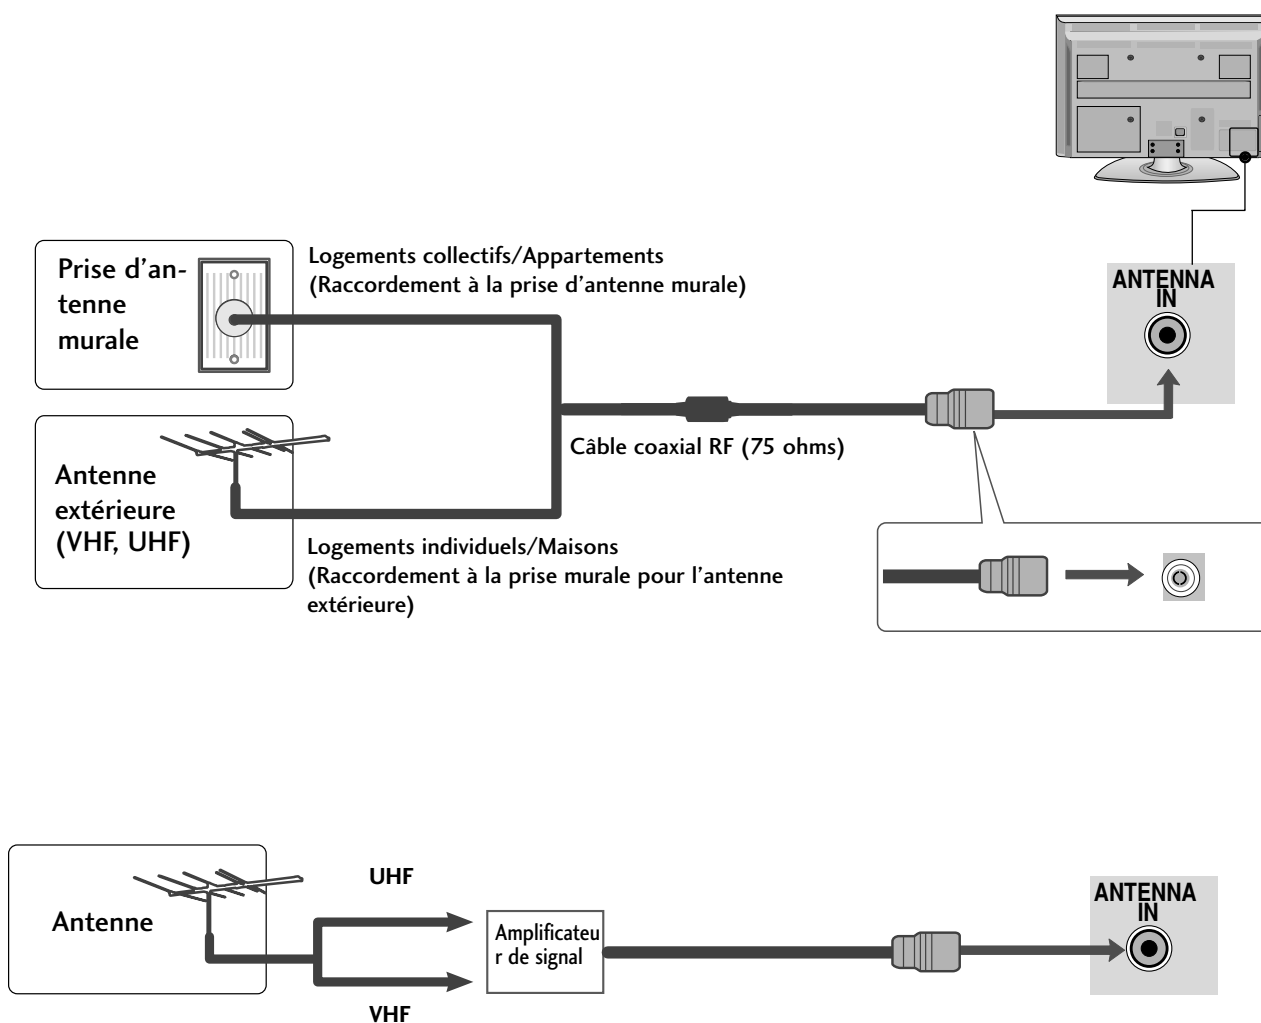 Prise d’an-
tenne
murale
Logements collectifs/Appartements
(Raccordement à la prise d’antenne murale)
ANTENNA
IN
Antenne
extérieure
(VHF, UHF)
Câble coaxial RF (75 ohms)
Logements individuels/Maisons
(Raccordement à la prise murale pour l’antenne
extérieure)
Antenne
UHF
VHF
Amplificateu
r de signal
ANTENNA
IN